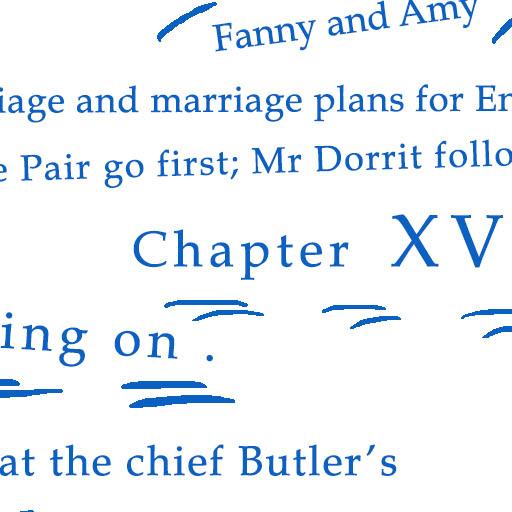 Fanny and Amy
iage and marriage plans for En
e Pair go first; Mr Dorrit follo
Chapter XV
ing on .
at the chief Butler’s